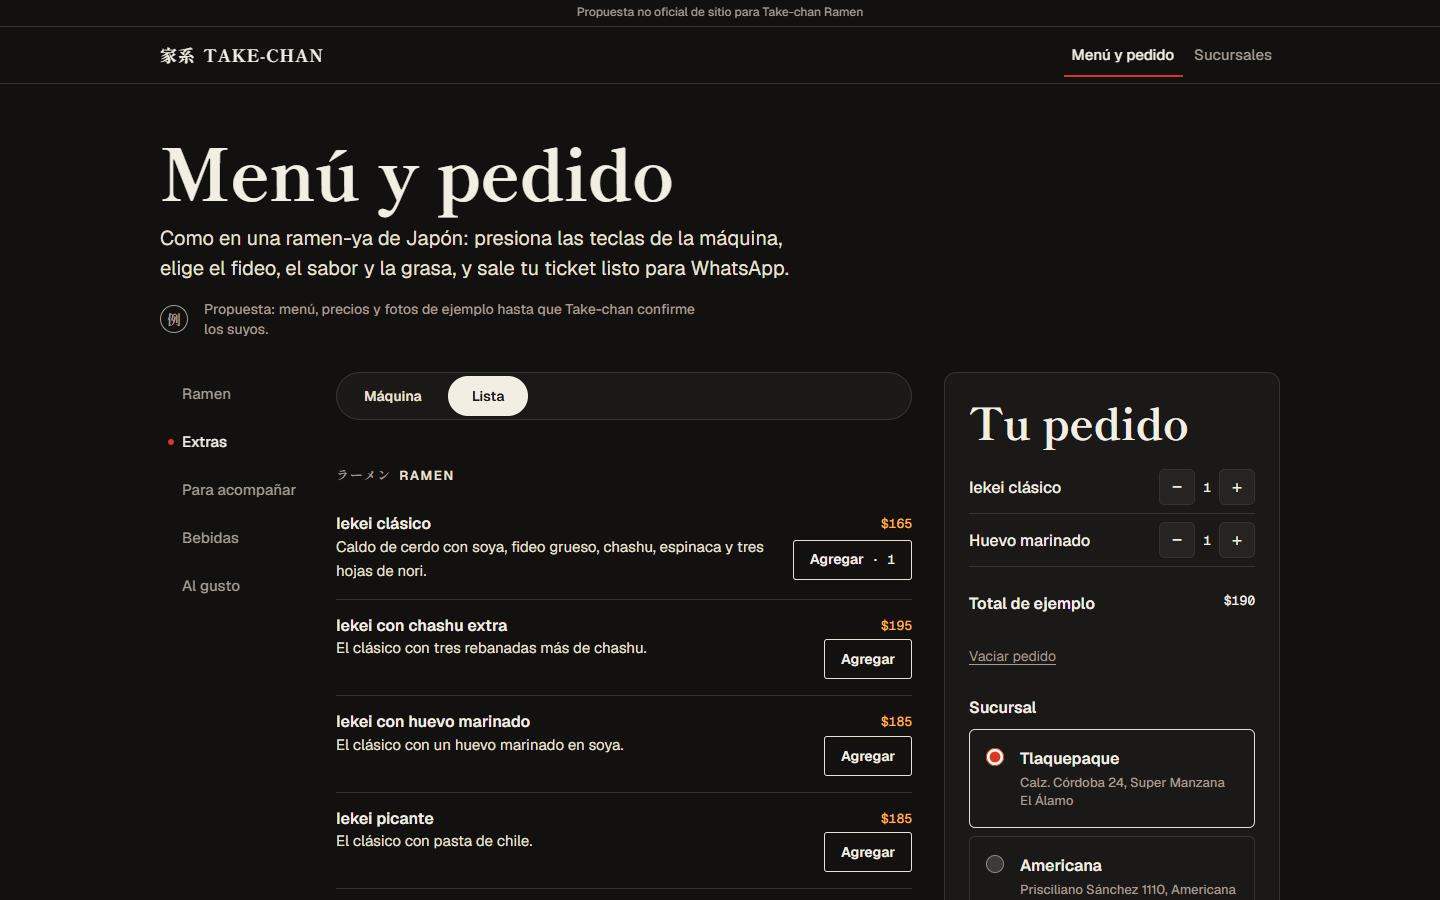 Propuesta no oficial de sitio para Take-chan Ramen
家系 TAKE-CHAN
Menú y pedido
Sucursales
Menú y pedido
Como en una ramen-ya de Japón: presiona las teclas de la máquina,
elige el fideo, el sabor y la grasa, y sale tu ticket listo para WhatsApp.
例
Propuesta: menú, precios y fotos de ejemplo hasta que Take-chan confirme
los suyos.
Ramen
Extras
Para acompañar
Bebidas
Al gusto
Máquina
Lista
ラーメン RAMEN
Iekei clásico
$165
Caldo de cerdo con soya, fideo grueso, chashu, espinaca y tres
hojas de nori.
Agregar · 1
Iekei con chashu extra
$195
El clásico con tres rebanadas más de chashu.
Agregar
Iekei con huevo marinado
$185
El clásico con un huevo marinado en soya.
Agregar
Iekei picante
$185
El clásico con pasta de chile.
Agregar
Tu pedido
Iekei clásico
− 1 +
Huevo marinado
− 1 +
Total de ejemplo
$190
Vaciar pedido
Sucursal
Tlaquepaque
Calz. Córdoba 24, Super Manzana
El Álamo
Americana
Prisciliano Sánchez 1110, Americana